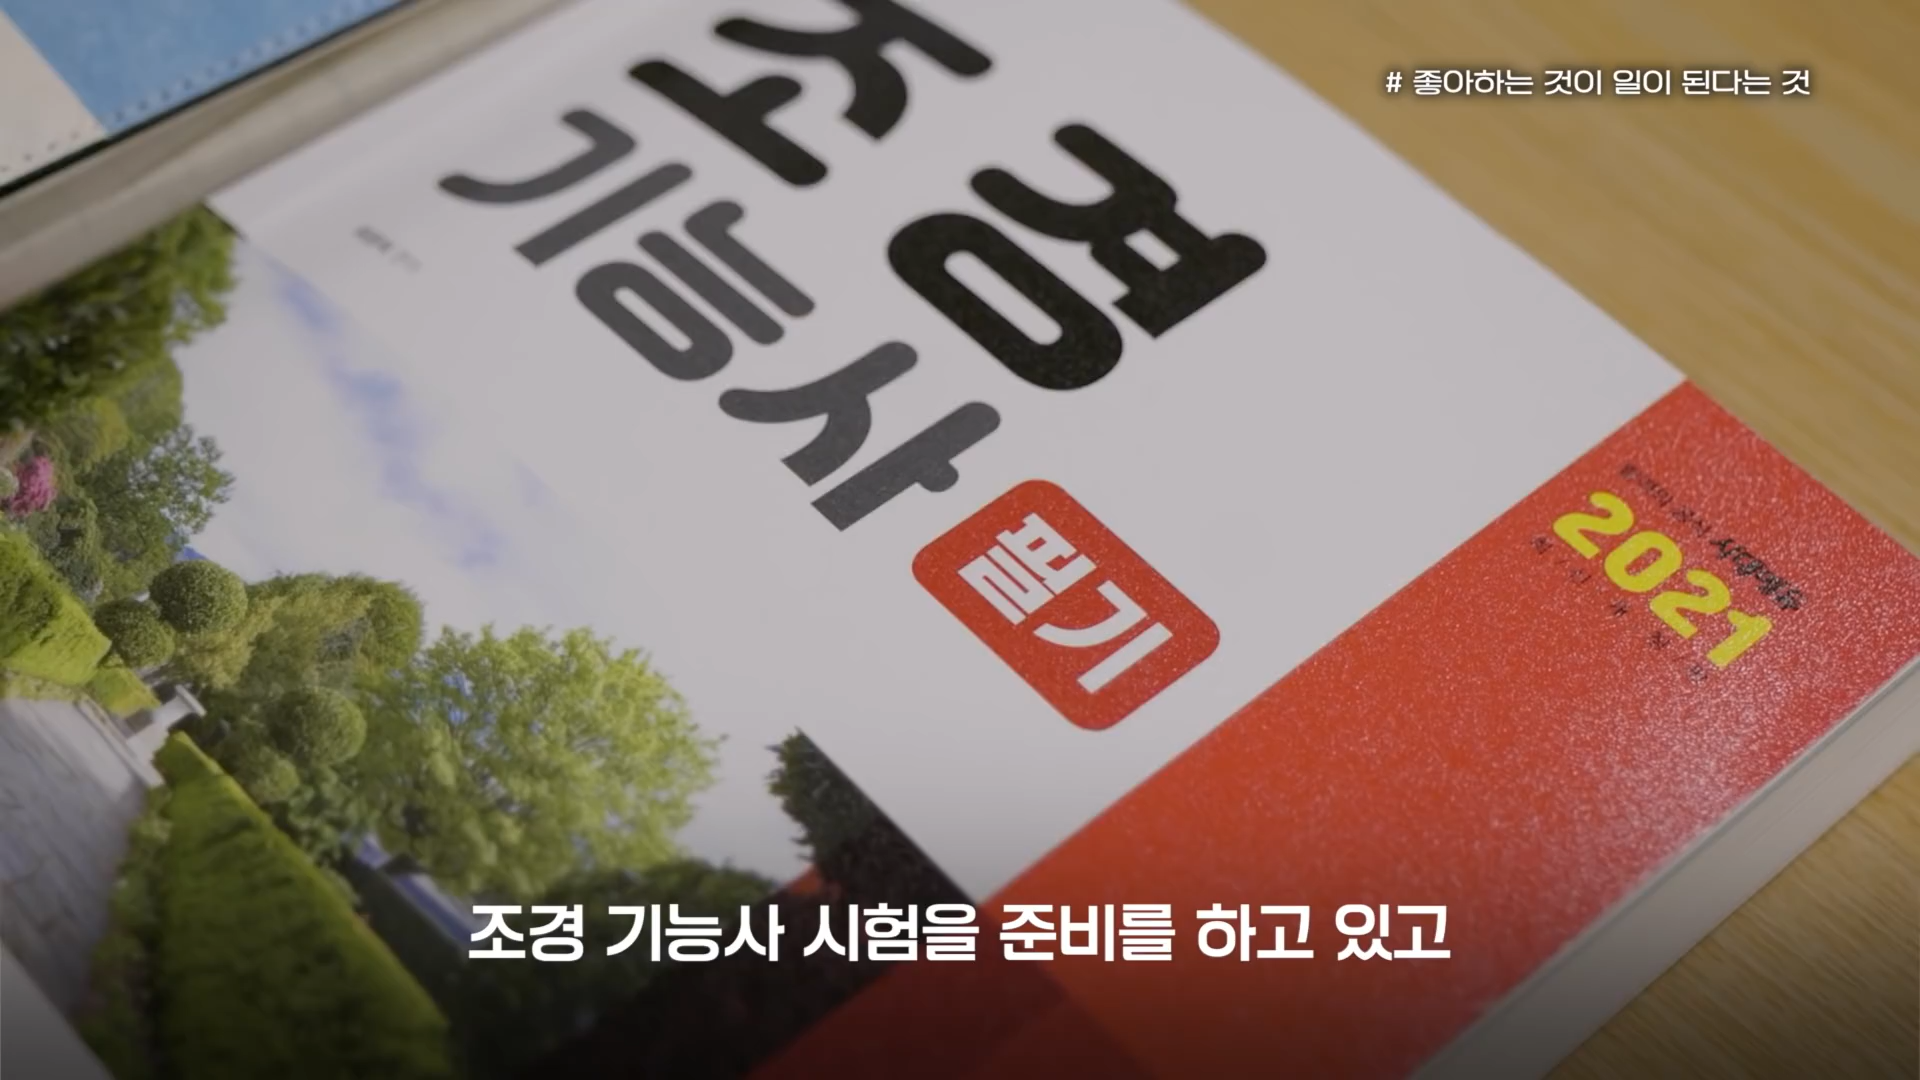 # 좋아하는 것이 일이 된다는 것
조경
기능사
필기
시대에듀
2021
조경 기능사 시험을 준비를 하고 있고